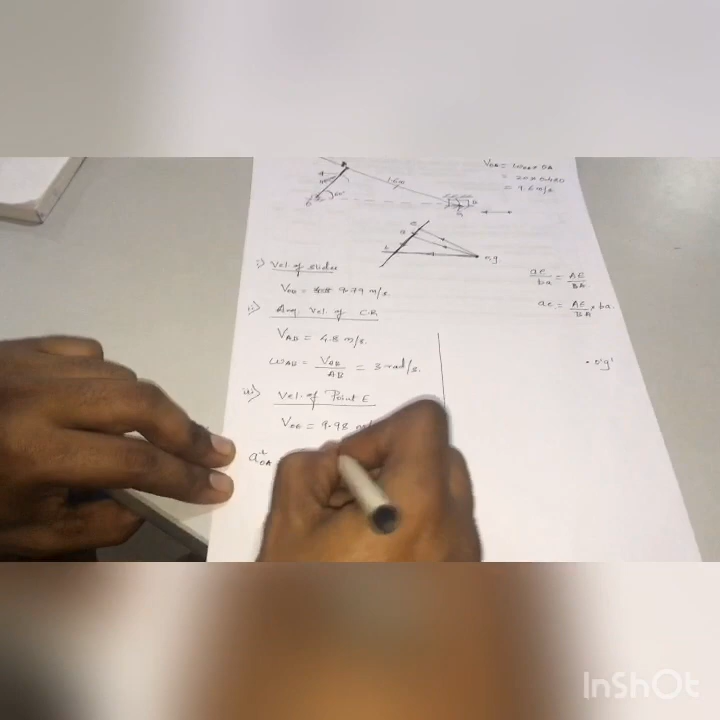 V_OA = ω_OA × OA
= 20 × 0.480
= 9.6 m/s.
1.6m
60°
o,g
i) Vel. of slider
V_OB = 9.79 m/s.
ii) Ang. Vel. of C.R
V_AB = 4.8 m/s.
ω_AB = V_AB / AB = 3 rad/s.
iii) Vel. of Point E
V_OE = 9.98
ae/ba = AE/BA
ae = AE/BA × ba.
o'g'
a^t_OA
InShOt